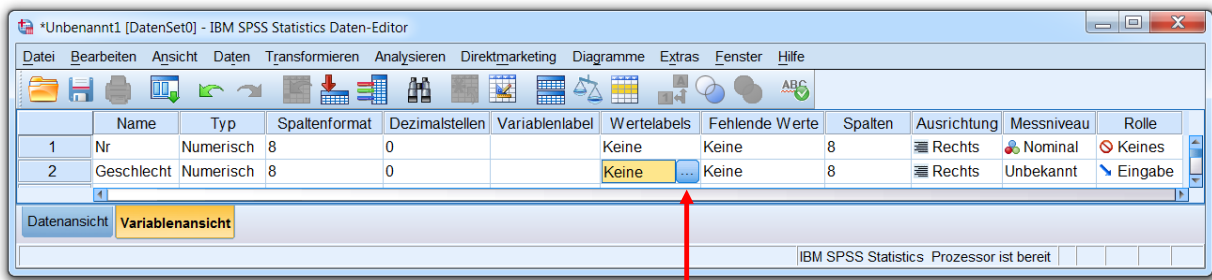 *Unbenannt1 [DatenSet0] - IBM SPSS Statistics Daten-Editor
Datei Bearbeiten Ansicht Daten Transformieren Analysieren Direktmarketing Diagramme Extras Fenster Hilfe
Name Typ Spaltenformat Dezimalstellen Variablenlabel Wertelabels Fehlende Werte Spalten Ausrichtung Messniveau Rolle
1 Nr Numerisch 8 0 Keine Keine 8 Rechts Nominal Keines
2 Geschlecht Numerisch 8 0 Keine ... Keine 8 Rechts Unbekannt Eingabe
Datenansicht Variablenansicht
IBM SPSS Statistics Prozessor ist bereit